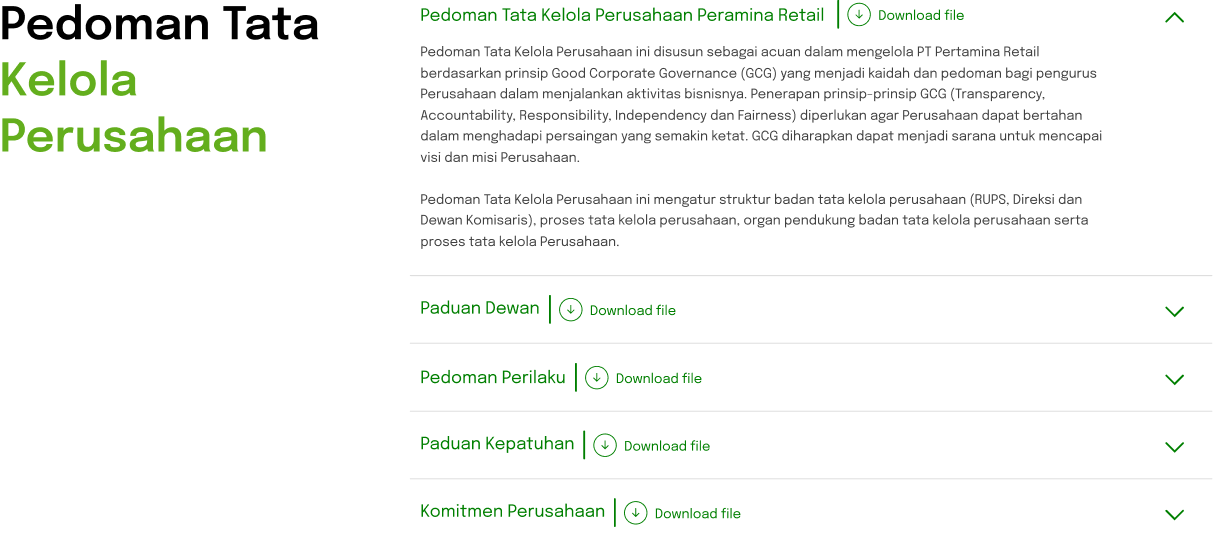 Pedoman Tata
Kelola
Perusahaan
Pedoman Tata Kelola Perusahaan Peramina Retail
Download file
Pedoman Tata Kelola Perusahaan ini disusun sebagai acuan dalam mengelola PT Pertamina Retail
berdasarkan prinsip Good Corporate Governance (GCG) yang menjadi kaidah dan pedoman bagi pengurus
Perusahaan dalam menjalankan aktivitas bisnisnya. Penerapan prinsip-prinsip GCG (Transparency,
Accountability, Responsibility, Independency dan Fairness) diperlukan agar Perusahaan dapat bertahan
dalam menghadapi persaingan yang semakin ketat. GCG diharapkan dapat menjadi sarana untuk mencapai
visi dan misi Perusahaan.
Pedoman Tata Kelola Perusahaan ini mengatur struktur badan tata kelola perusahaan (RUPS, Direksi dan
Dewan Komisaris), proses tata kelola perusahaan, organ pendukung badan tata kelola perusahaan serta
proses tata kelola Perusahaan.
Paduan Dewan
Download file
Pedoman Perilaku
Download file
Paduan Kepatuhan
Download file
Komitmen Perusahaan
Download file